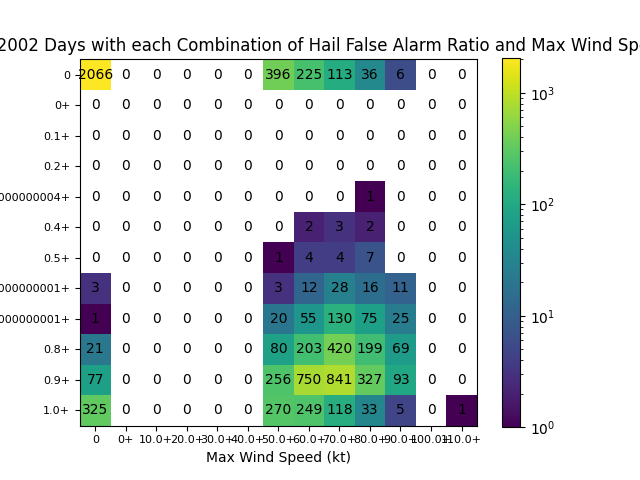 2002 Days with each Combination of Hail False Alarm Ratio and Max Wind Sp
0 2066 0 0 0 0 0 396 225 113 36 6 0 0
0+ 0 0 0 0 0 0 0 0 0 0 0 0 0
0.1+ 0 0 0 0 0 0 0 0 0 0 0 0 0
0.2+ 0 0 0 0 0 0 0 0 0 0 0 0 0
000000004+ 0 0 0 0 0 0 0 0 0 1 0 0 0
0.4+ 0 0 0 0 0 0 0 2 3 2 0 0 0
0.5+ 0 0 0 0 0 0 1 4 4 7 0 0 0
000000001+ 3 0 0 0 0 0 3 12 28 16 11 0 0
000000001+ 1 0 0 0 0 0 20 55 130 75 25 0 0
0.8+ 21 0 0 0 0 0 80 203 420 199 69 0 0
0.9+ 77 0 0 0 0 0 256 750 841 327 93 0 0
1.0+ 325 0 0 0 0 0 270 249 118 33 5 0 1
0 0+ 10.0+ 20.0+ 30.0+ 40.0+ 50.0+ 60.0+ 70.0+ 80.0+ 90.0+ 100.0+ 110.0+
Max Wind Speed (kt)
10³
10²
10¹
10⁰